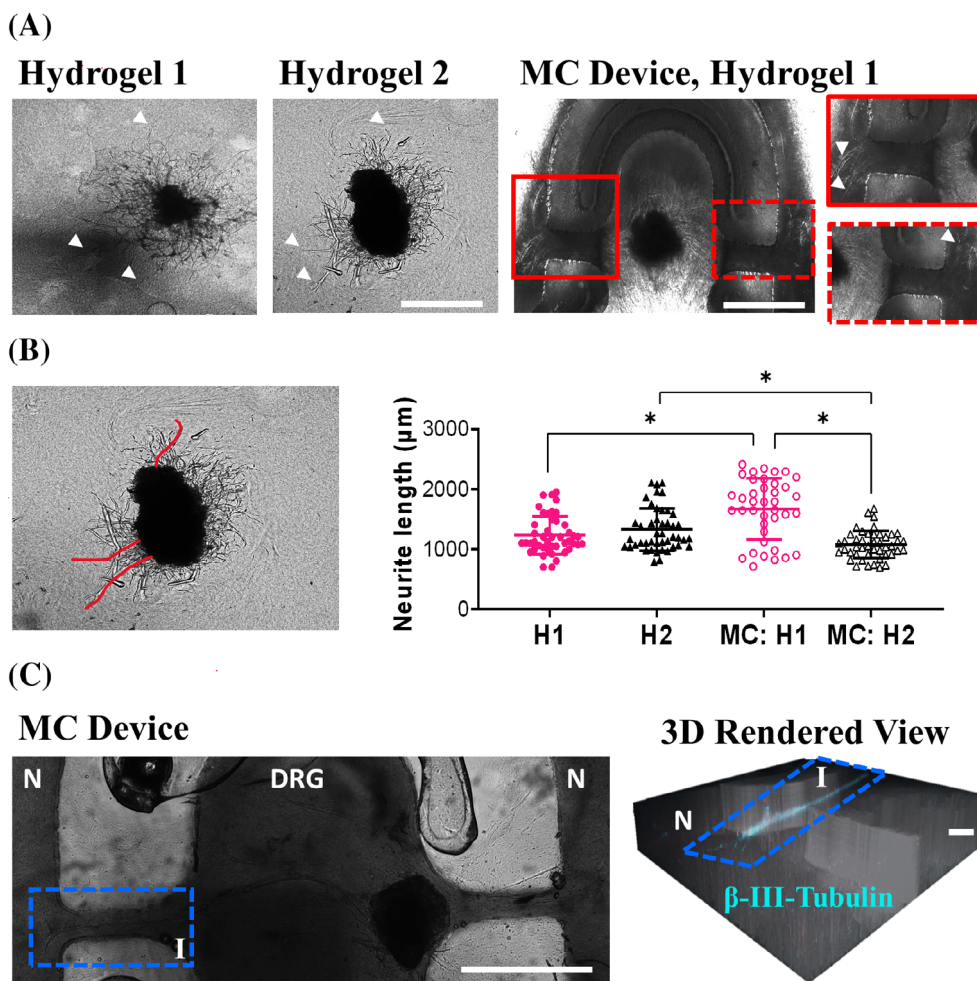 (A)
Hydrogel 1
Hydrogel 2
MC Device, Hydrogel 1
(B)
*
*
*
Neurite length (µm)
3000
2000
1000
0
H1
H2
MC: H1
MC: H2
(C)
MC Device
3D Rendered View
N
DRG
N
I
I
N
β-III-Tubulin